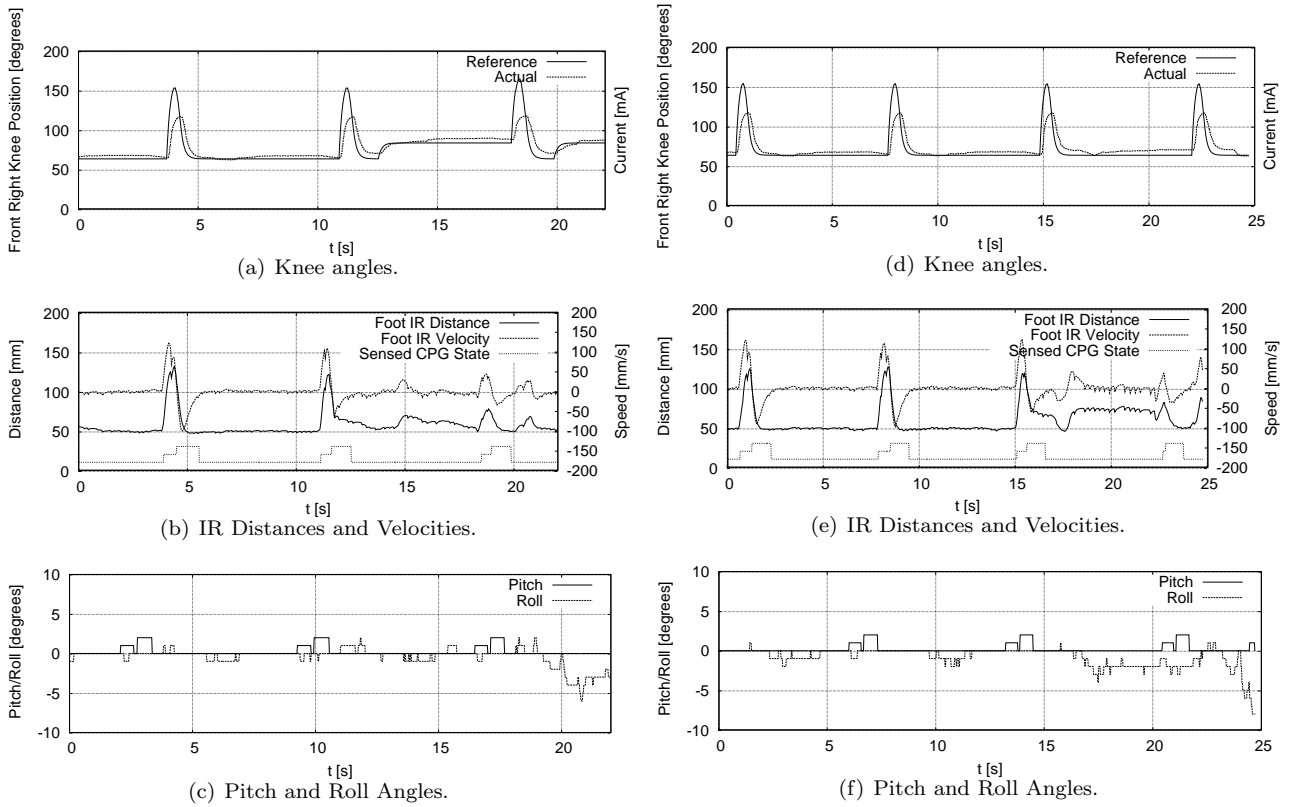 Front Right Knee Position [degrees]
200
150
100
50
0
Reference
Actual
Current [mA]
0 5 10 15 20
t [s]
(a) Knee angles.
Front Right Knee Position [degrees]
200
150
100
50
0
Reference
Actual
Current [mA]
0 5 10 15 20 25
t [s]
(d) Knee angles.
Distance [mm]
200
150
100
50
0
Foot IR Distance
Foot IR Velocity
Sensed CPG State
200
150
100
50
0
-50
-100
-150
-200
Speed [mm/s]
0 5 10 15 20
t [s]
(b) IR Distances and Velocities.
Distance [mm]
200
150
100
50
0
Foot IR Distance
Foot IR Velocity
Sensed CPG State
200
150
100
50
0
-50
-100
-150
-200
Speed [mm/s]
0 5 10 15 20 25
t [s]
(e) IR Distances and Velocities.
Pitch/Roll [degrees]
10
5
0
-5
-10
Pitch
Roll
0 5 10 15 20
t [s]
(c) Pitch and Roll Angles.
Pitch/Roll [degrees]
10
5
0
-5
-10
Pitch
Roll
0 5 10 15 20 25
t [s]
(f) Pitch and Roll Angles.